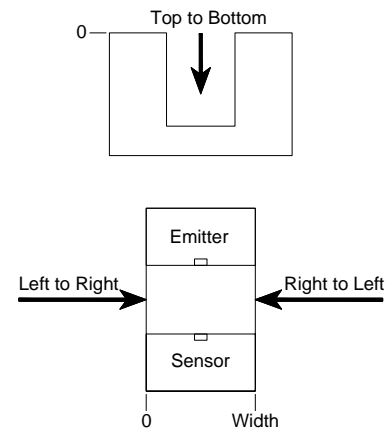 Top to Bottom
0
Emitter
Left to Right
Right to Left
Sensor
0
Width